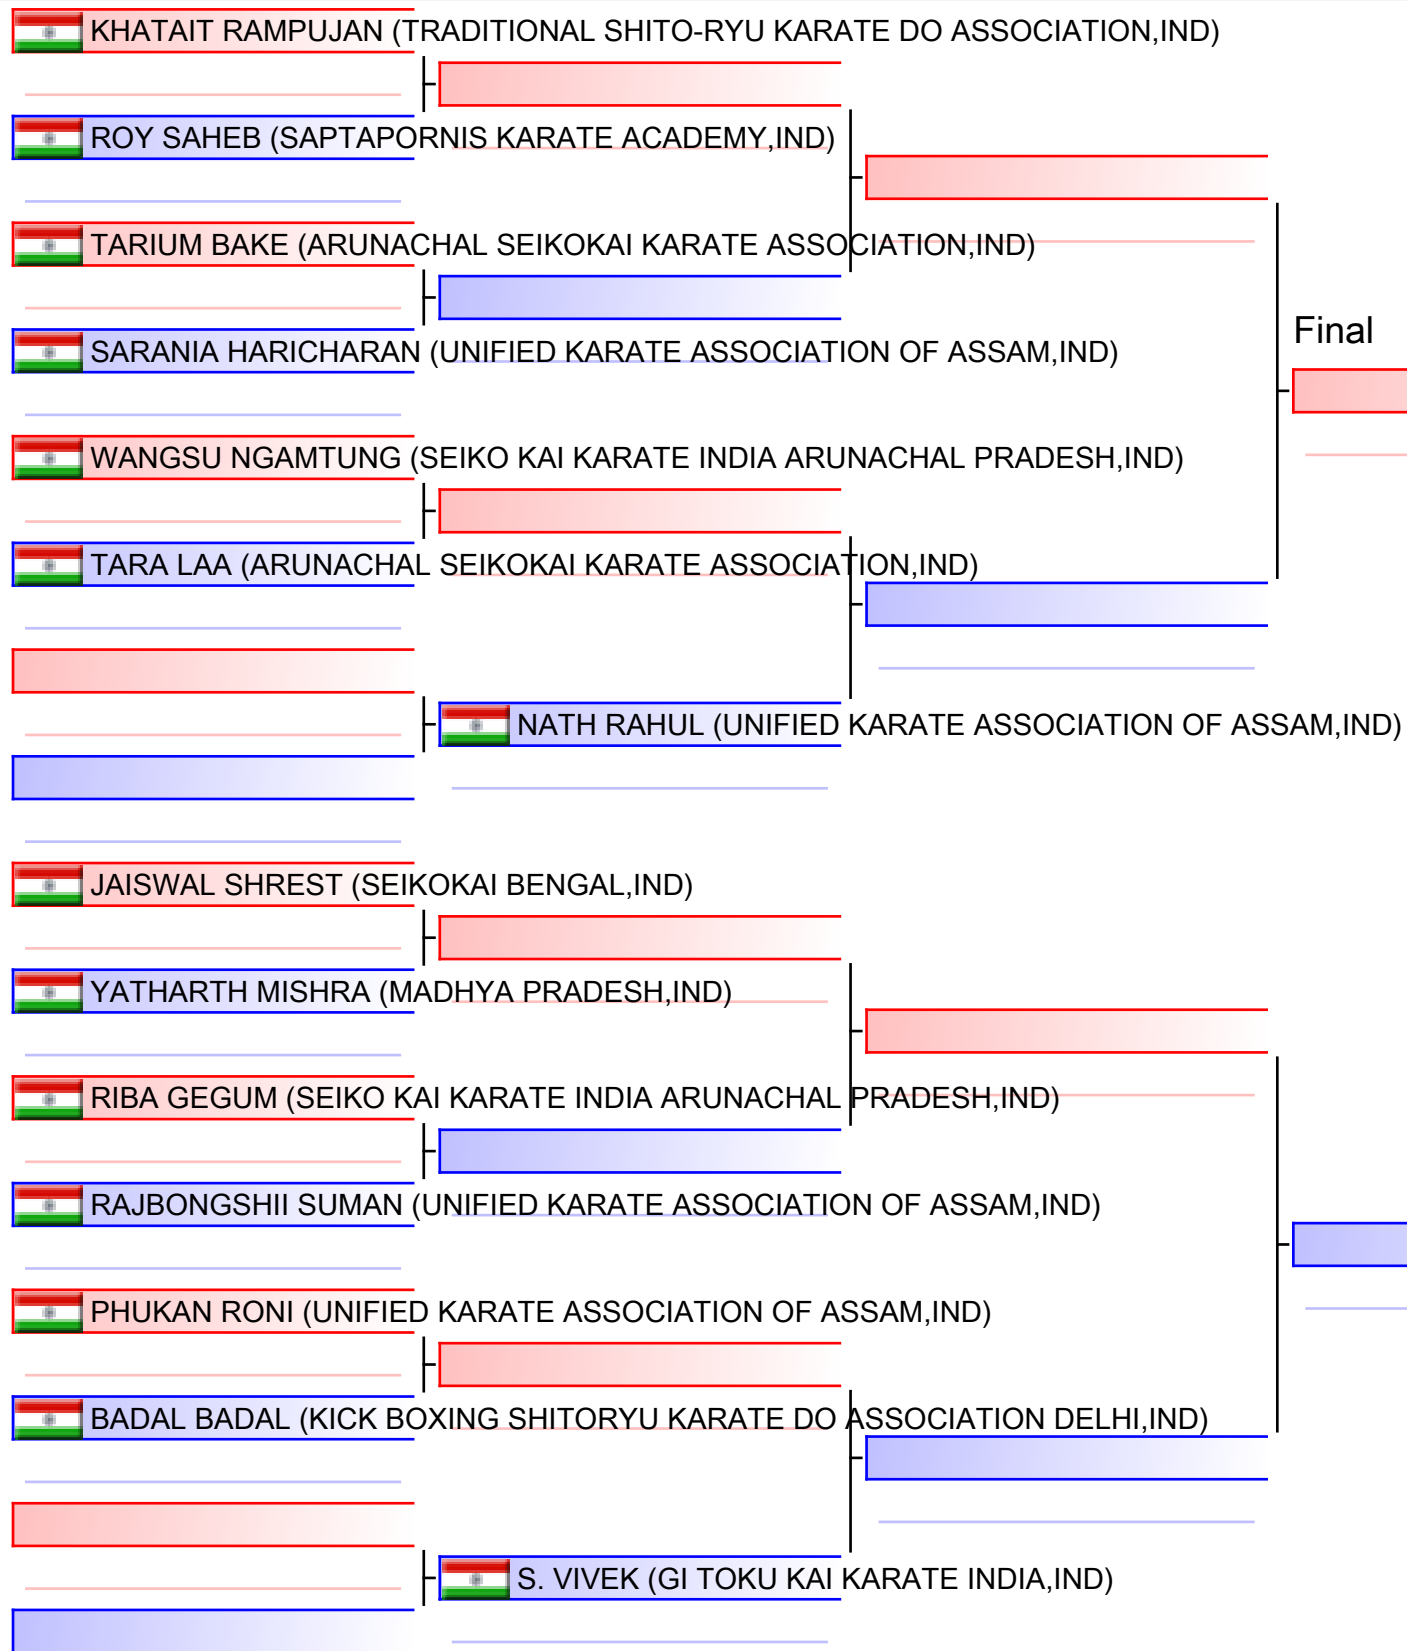 KHATAIT RAMPUJAN (TRADITIONAL SHITO-RYU KARATE DO ASSOCIATION,IND)
ROY SAHEB (SAPTAPORNIS KARATE ACADEMY,IND)
TARIUM BAKE (ARUNACHAL SEIKOKAI KARATE ASSOCIATION,IND)
Final
SARANIA HARICHARAN (UNIFIED KARATE ASSOCIATION OF ASSAM,IND)
WANGSU NGAMTUNG (SEIKO KAI KARATE INDIA ARUNACHAL PRADESH,IND)
TARA LAA (ARUNACHAL SEIKOKAI KARATE ASSOCIATION,IND)
NATH RAHUL (UNIFIED KARATE ASSOCIATION OF ASSAM,IND)
JAISWAL SHREST (SEIKOKAI BENGAL,IND)
YATHARTH MISHRA (MADHYA PRADESH,IND)
RIBA GEGUM (SEIKO KAI KARATE INDIA ARUNACHAL PRADESH,IND)
RAJBONGSHII SUMAN (UNIFIED KARATE ASSOCIATION OF ASSAM,IND)
PHUKAN RONI (UNIFIED KARATE ASSOCIATION OF ASSAM,IND)
BADAL BADAL (KICK BOXING SHITORYU KARATE DO ASSOCIATION DELHI,IND)
S. VIVEK (GI TOKU KAI KARATE INDIA,IND)